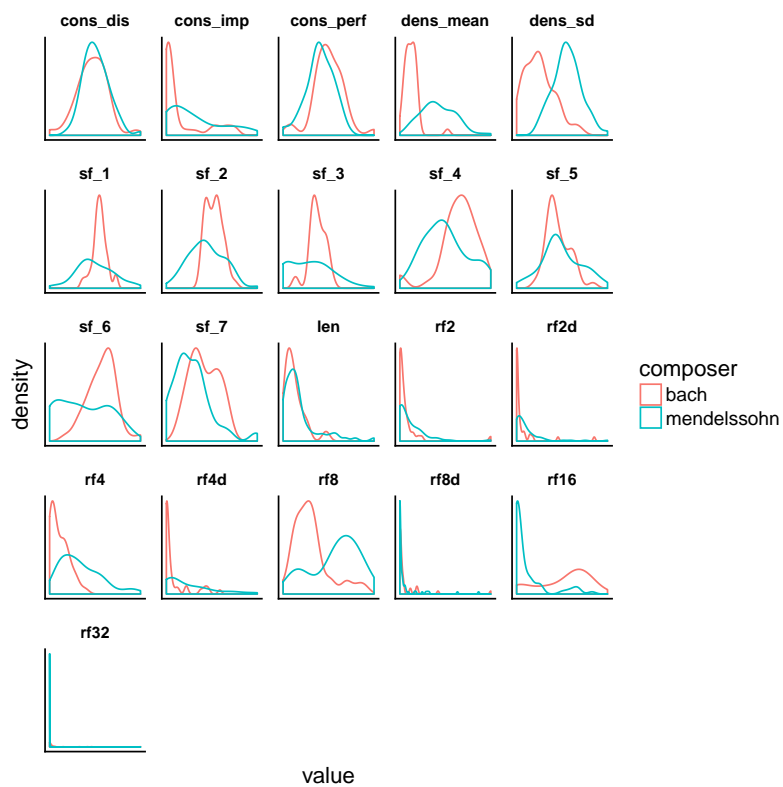 cons_dis cons_imp cons_perf dens_mean dens_sd
sf_1 sf_2 sf_3 sf_4 sf_5
sf_6 sf_7 len rf2 rf2d
rf4 rf4d rf8 rf8d rf16
rf32
density
value
composer
bach
mendelssohn